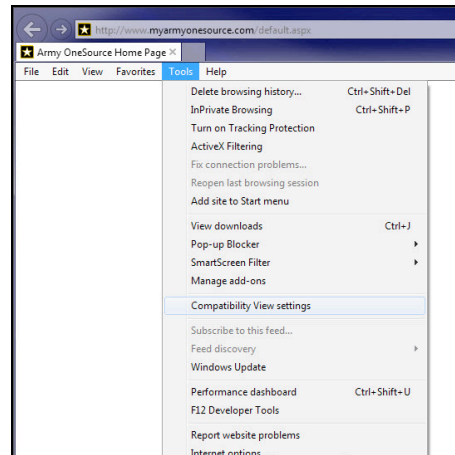 http://www.myarmyonesource.com/default.aspx
Army OneSource Home Page
File Edit View Favorites Tools Help
Delete browsing history... Ctrl+Shift+Del
InPrivate Browsing Ctrl+Shift+P
Turn on Tracking Protection
ActiveX Filtering
Fix connection problems...
Reopen last browsing session
Add site to Start menu
View downloads Ctrl+J
Pop-up Blocker
SmartScreen Filter
Manage add-ons
Compatibility View settings
Subscribe to this feed...
Feed discovery
Windows Update
Performance dashboard Ctrl+Shift+U
F12 Developer Tools
Report website problems
Internet options